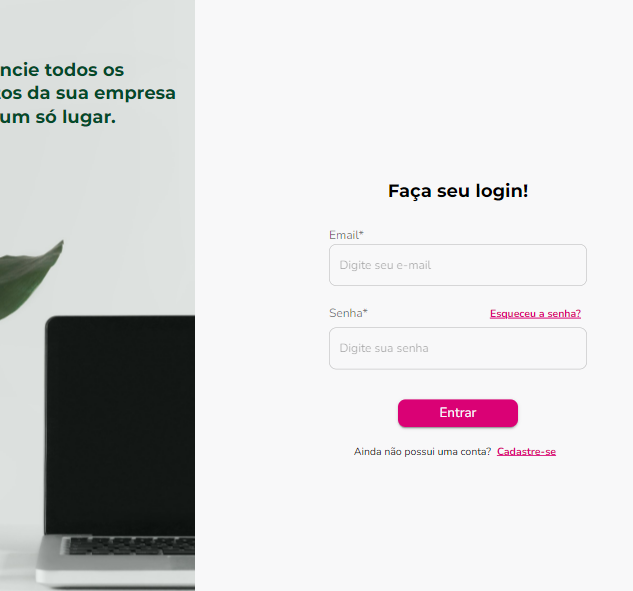 ncie todos os
os da sua empresa
um só lugar.
Faça seu login!
Email*
Digite seu e-mail
Senha*
Esqueceu a senha?
Digite sua senha
Entrar
Ainda não possui uma conta? Cadastre-se